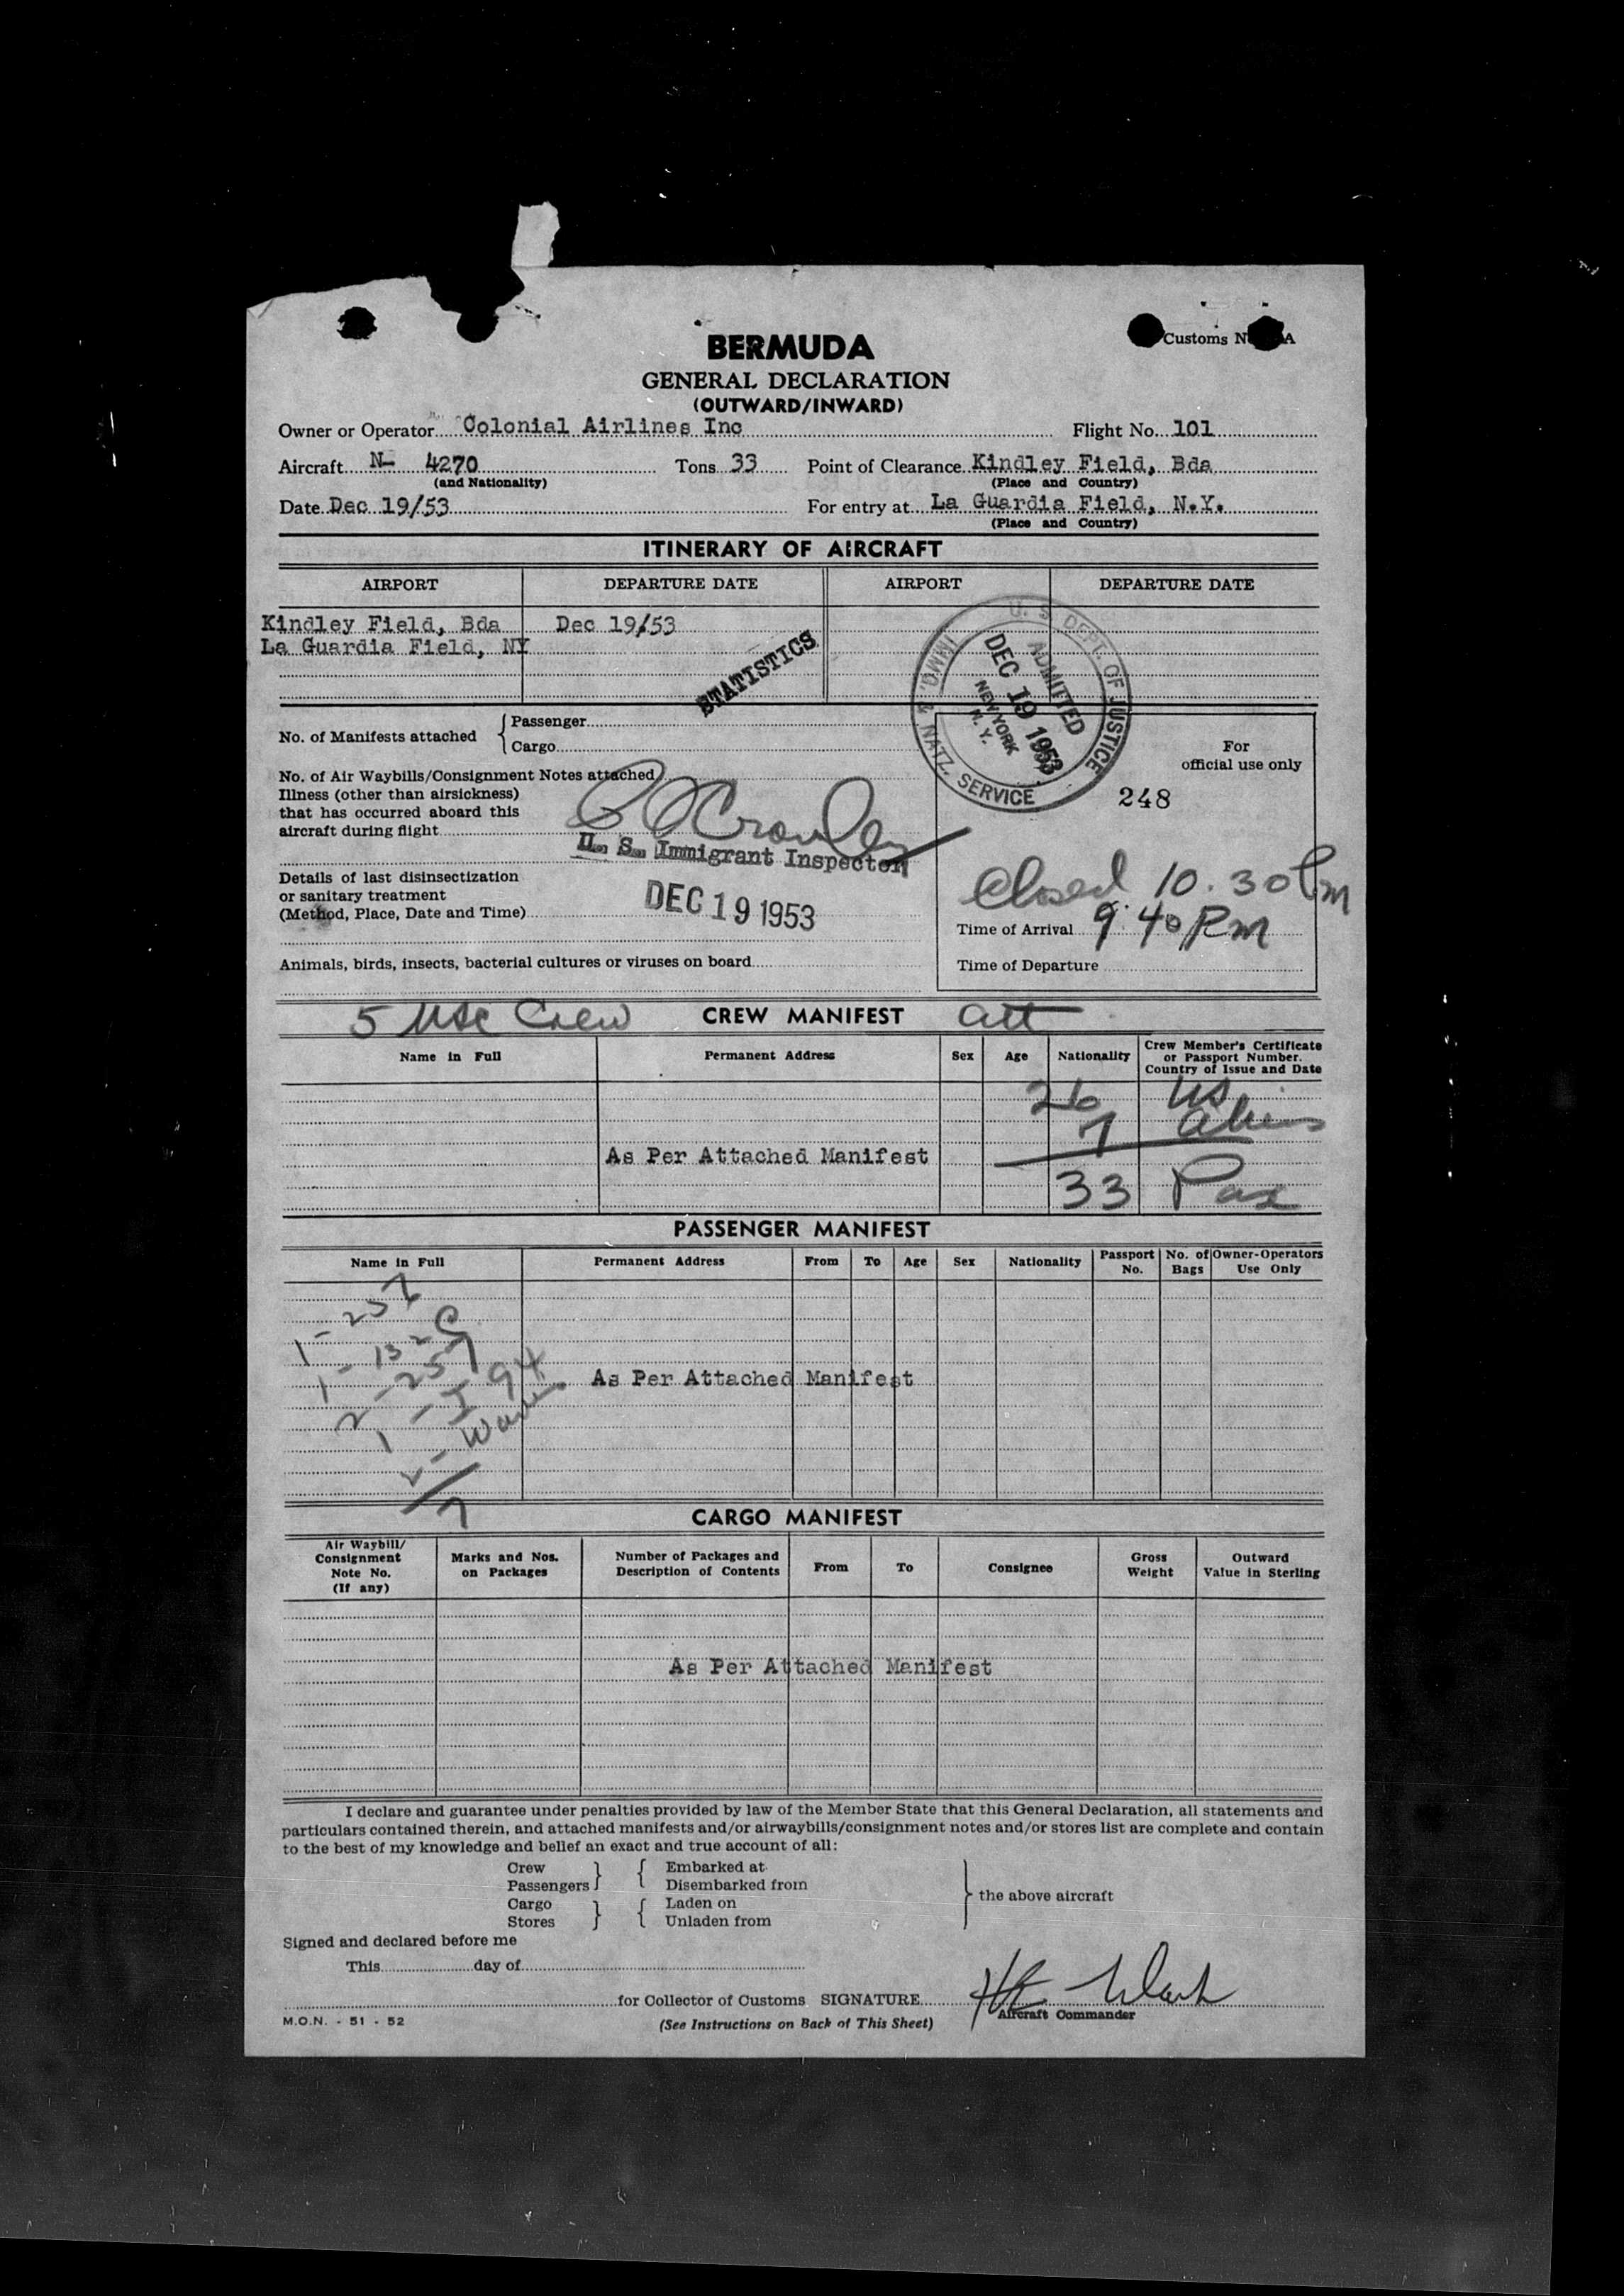 Customs N A
BERMUDA
GENERAL DECLARATION
(OUTWARD/INWARD)
Owner or Operator Colonial Airlines Inc Flight No. 101
Aircraft N- 4270 Tons 33 Point of Clearance Kindley Field, Bda
(and Nationality) (Place and Country)
Date Dec 19/53 For entry at La Guardia Field, N.Y.
(Place and Country)
ITINERARY OF AIRCRAFT
AIRPORT DEPARTURE DATE AIRPORT DEPARTURE DATE
Kindley Field, Bda Dec 19/53
La Guardia Field, NY
STATISTICS
U. S. DEPT. OF JUSTICE
IMMG. & NATZ. SERVICE
ADMITTED
DEC 19 1953
NEW YORK
N. Y.
No. of Manifests attached
Passenger
Cargo
For
official use only
248
No. of Air Waybills/Consignment Notes attached
Illness (other than airsickness)
that has occurred aboard this
aircraft during flight
Crowley
U. S. Immigrant Inspector
Details of last disinsectization
or sanitary treatment
(Method, Place, Date and Time)
DEC 19 1953
Closed 10.30 Pm
Time of Arrival 9.40 Pm
Animals, birds, insects, bacterial cultures or viruses on board
Time of Departure
5 USC Crew CREW MANIFEST att
Name in Full Permanent Address Sex Age Nationality Crew Member's Certificate
or Passport Number.
Country of Issue and Date
26 US
7 Aliens
As Per Attached Manifest
33 Pax
PASSENGER MANIFEST
Name in Full Permanent Address From To Age Sex Nationality Passport No. No. of Bags Owner-Operators Use Only
1 - 257
1 - 132 C
2 - 257
1 - I 94
2 -
7
As Per Attached Manifest
CARGO MANIFEST
Air Waybill/
Consignment
Note No.
(If any)
Marks and Nos.
on Packages
Number of Packages and
Description of Contents
From To Consignee
Gross
Weight
Outward
Value in Sterling
As Per Attached Manifest
I declare and guarantee under penalties provided by law of the Member State that this General Declaration, all statements and
particulars contained therein, and attached manifests and/or airwaybills/consignment notes and/or stores list are complete and contain
to the best of my knowledge and belief an exact and true account of all:
Crew Embarked at
Passengers Disembarked from
the above aircraft
Cargo Laden on
Stores Unladen from
Signed and declared before me
This day of
for Collector of Customs SIGNATURE
Aircraft Commander
M.O.N. - 51 - 52 (See Instructions on Back of This Sheet)